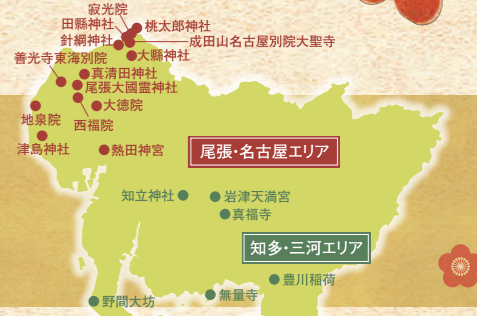 寂光院
田縣神社
桃太郎神社
針綱神社
成田山名古屋別院大聖寺
大縣神社
善光寺東海別院
真清田神社
尾張大國霊神社
大徳院
地泉院
西福院
津島神社
熱田神宮
尾張・名古屋エリア
知立神社
岩津天満宮
真福寺
知多・三河エリア
豊川稲荷
無量寺
野間大坊